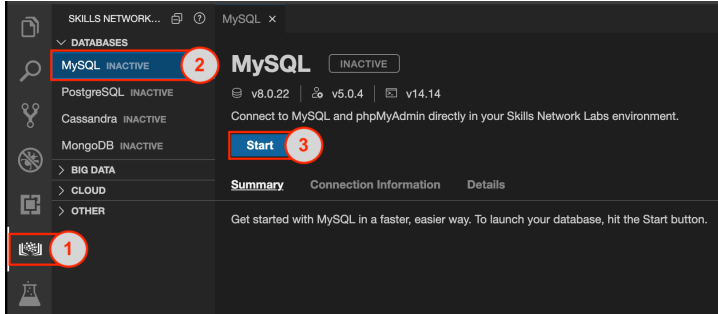 SKILLS NETWORK...
MySQL ×
DATABASES
MySQL INACTIVE 2
PostgreSQL INACTIVE
Cassandra INACTIVE
MongoDB INACTIVE
BIG DATA
CLOUD
OTHER
1
MySQL INACTIVE
v8.0.22 v5.0.4 v14.14
Connect to MySQL and phpMyAdmin directly in your Skills Network Labs environment.
Start 3
Summary Connection Information Details
Get started with MySQL in a faster, easier way. To launch your database, hit the Start button.